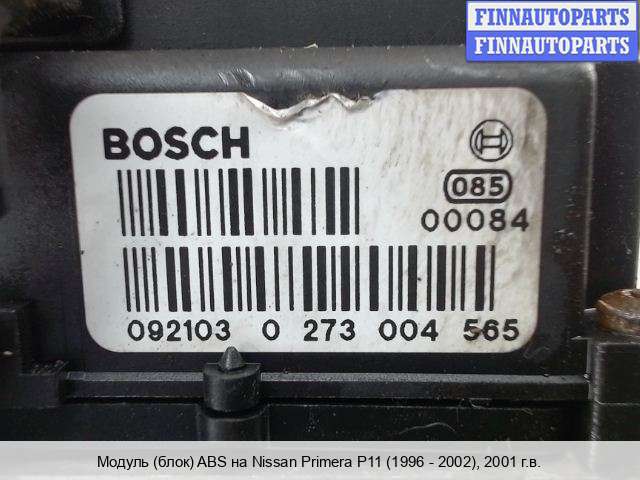 FINNAUTOPARTS
FINNAUTOPARTS
BOSCH
085
00084
092103 0 273 004 565
Модуль (блок) ABS на Nissan Primera P11 (1996 - 2002), 2001 г.в.